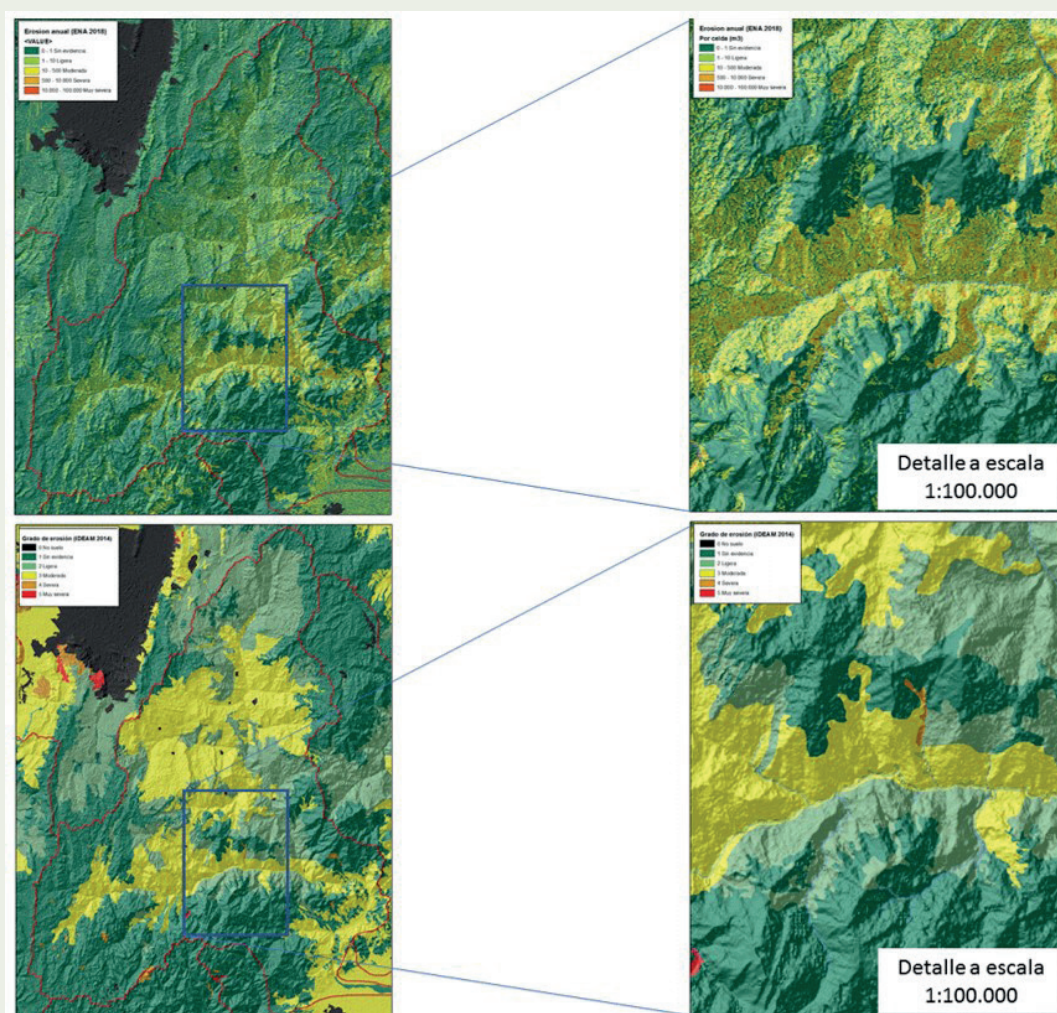 Erosion anual (ENA 2018)
<VALUE>
0 - 1 Sin evidencia
1 - 10 Ligera
10 - 500 Moderada
500 - 10.000 Severa
10.000 - 100.000 Muy severa
Erosion anual (ENA 2018)
Por celda (m3)
0 - 1 Sin evidencia
1 - 10 Ligera
10 - 500 Moderada
500 - 10.000 Severa
10.000 - 100.000 Muy severa
Detalle a escala
1:100.000
Grado de erosión (IDEAM 2014)
0 No suelo
1 Sin evidencia
2 Ligera
3 Moderada
4 Severa
5 Muy severa
Grado de erosión (IDEAM 2014)
0 No suelo
1 Sin evidencia
2 Ligera
3 Moderada
4 Severa
5 Muy severa
Detalle a escala
1:100.000